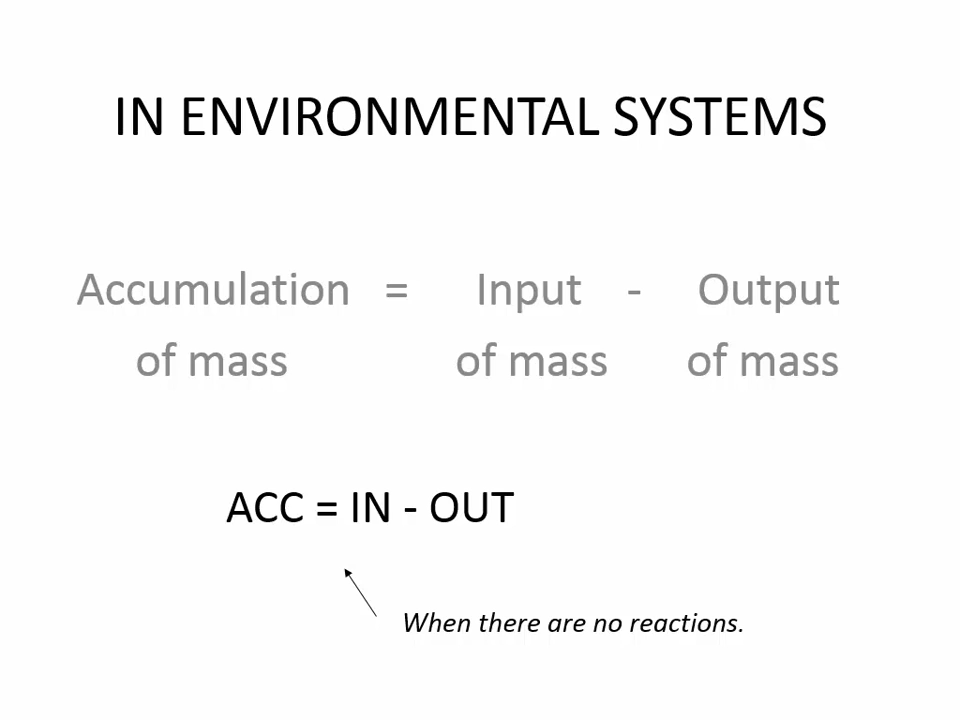 IN ENVIRONMENTAL SYSTEMS
Accumulation = Input - Output
of mass of mass of mass
ACC = IN - OUT
When there are no reactions.